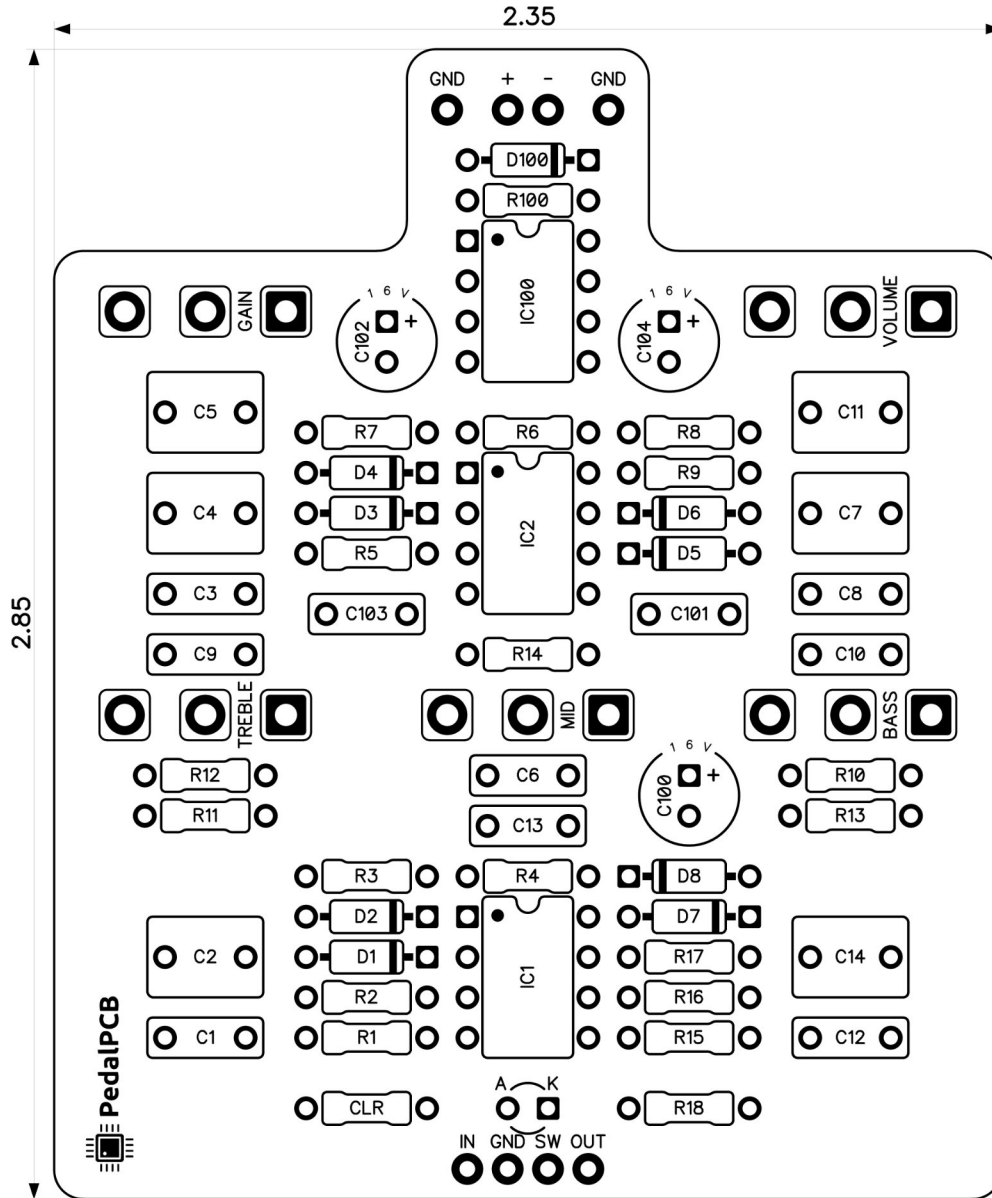 2.35
GND + - GND
D100
R100
IC100
GAIN
16V
C102 +
16V
C104 +
VOLUME
C5
C11
R7
R6
R8
D4
R9
C4
D3
IC2
D6
C7
R5
D5
C3
C103
C101
C8
2.85
C9
R14
C10
TREBLE
MID
BASS
R12
C6
16V
C100 +
R10
R11
C13
R13
R3
R4
D8
D2
D7
C2
D1
IC1
R17
C14
R2
R16
C1
R1
R15
C12
PedalPCB
CLR
A K
R18
IN GND SW OUT